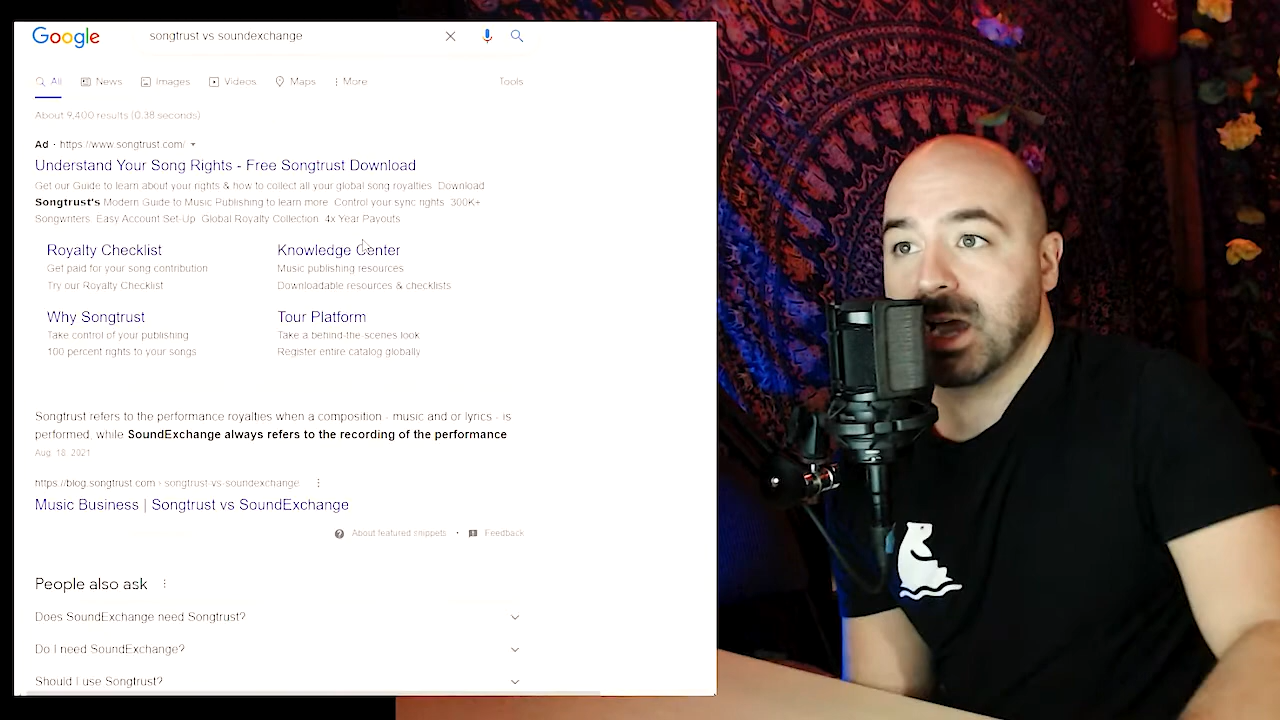 Google
songtrust vs soundexchange
All News Images Videos Maps More Tools
About 9,400 results (0.38 seconds)
Ad · https://www.songtrust.com/
Understand Your Song Rights - Free Songtrust Download
Get our Guide to learn about your rights & how to collect all your global song royalties. Download
Songtrust's Modern Guide to Music Publishing to learn more. Control your sync rights. 300K+
Songwriters. Easy Account Set-Up. Global Royalty Collection. 4x Year Payouts
Royalty Checklist
Get paid for your song contribution
Try our Royalty Checklist
Knowledge Center
Music publishing resources
Downloadable resources & checklists
Why Songtrust
Take control of your publishing
100 percent rights to your songs
Tour Platform
Take a behind-the-scenes look
Register entire catalog globally
Songtrust refers to the performance royalties when a composition - music and or lyrics - is
performed, while SoundExchange always refers to the recording of the performance
Aug. 18, 2021
https://blog.songtrust.com › songtrust-vs-soundexchange
Music Business | Songtrust vs SoundExchange
About featured snippets · Feedback
People also ask
Does SoundExchange need Songtrust?
Do I need SoundExchange?
Should I use Songtrust?